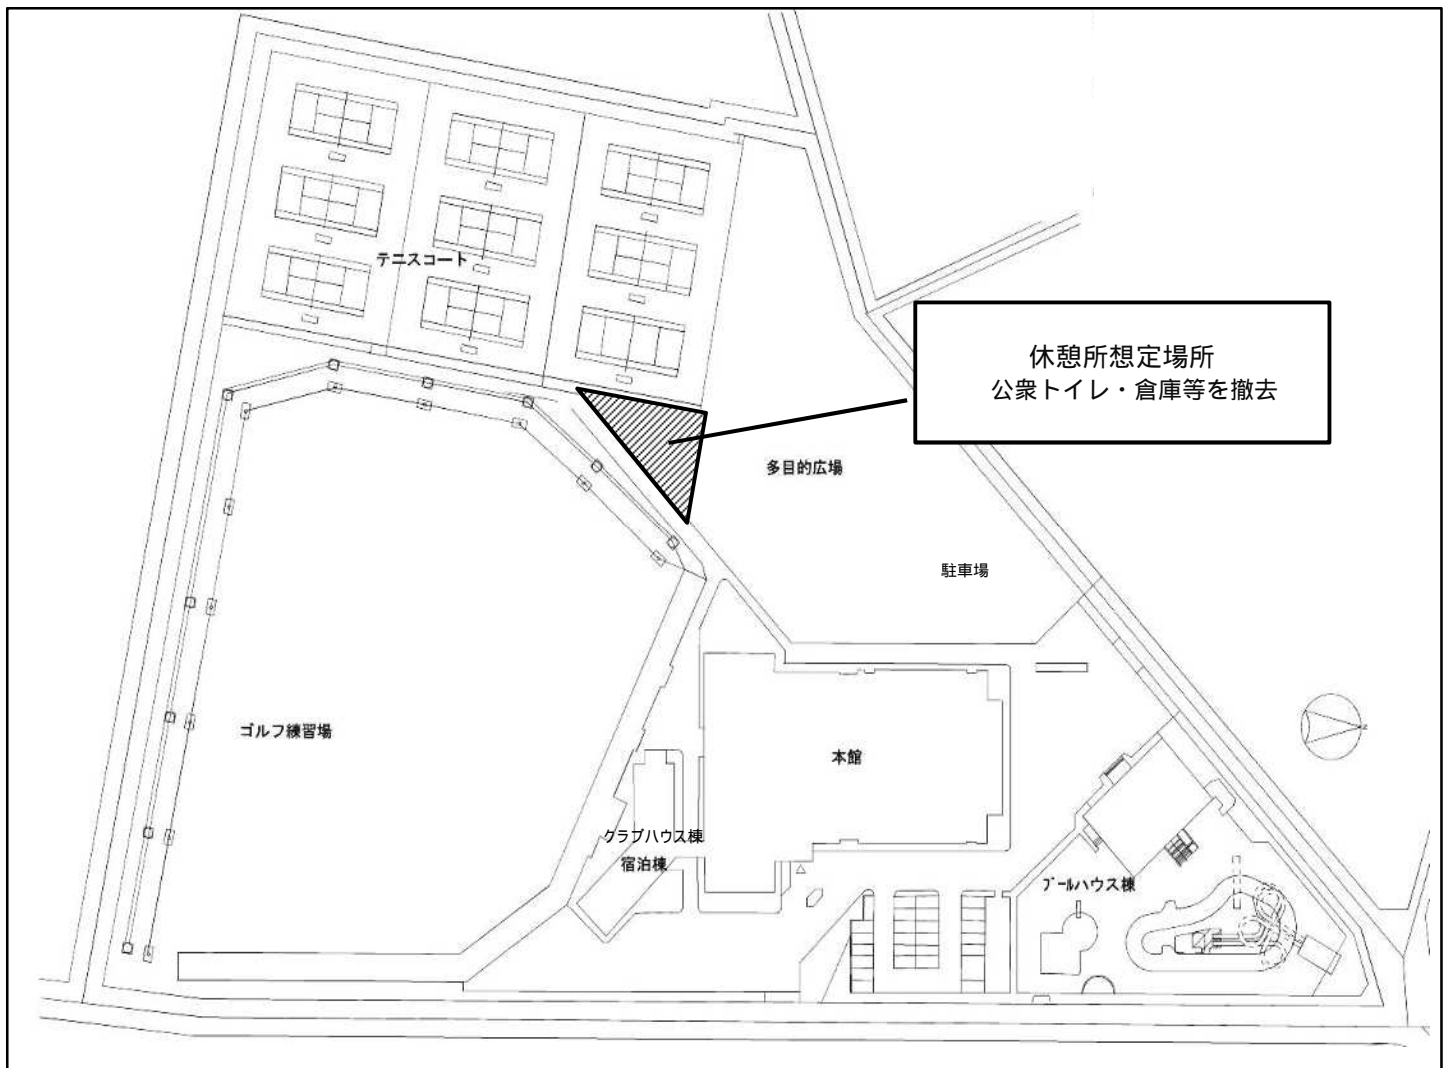 テニスコート
休憩所想定場所
公衆トイレ・倉庫等を撤去
多目的広場
駐車場
ゴルフ練習場
本館
クラブハウス棟
宿泊棟
プールハウス棟
N